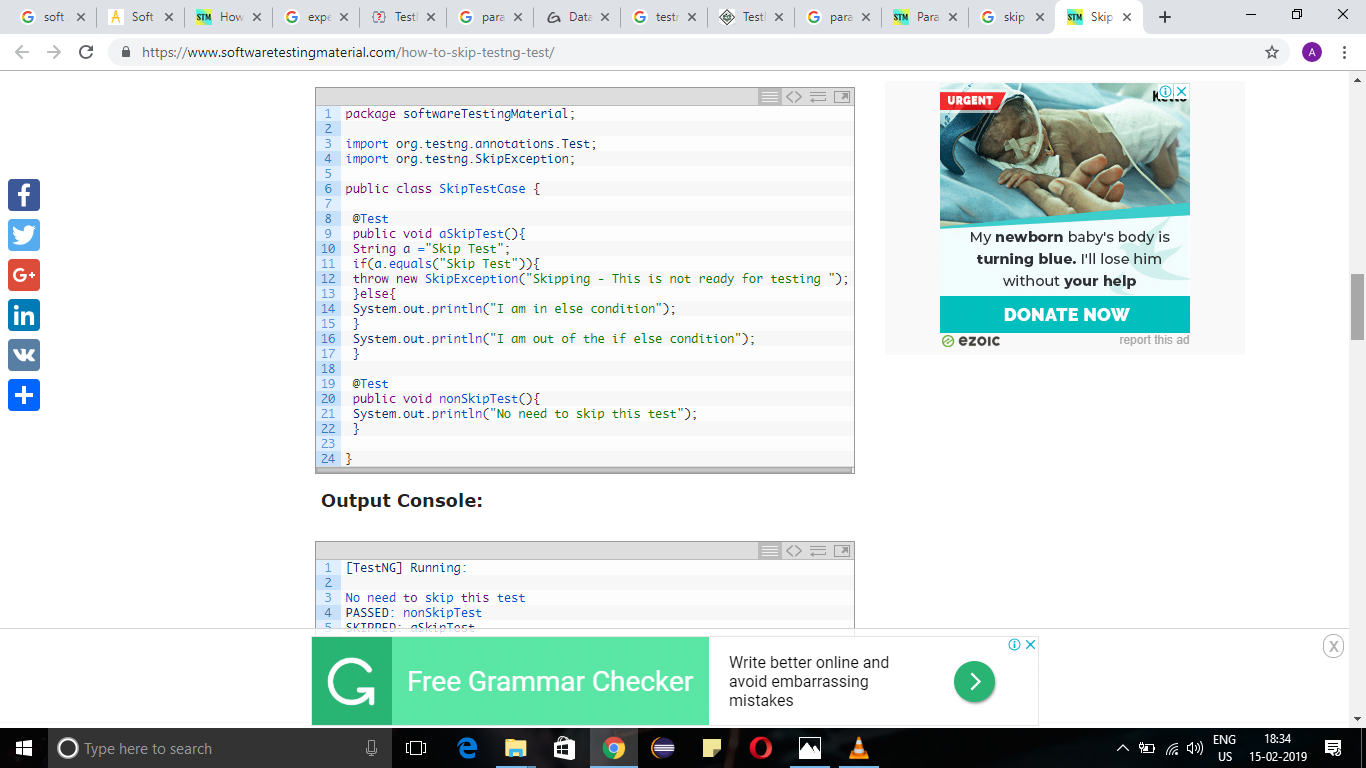 soft
Soft
How
expe
Test
para
Data
testr
Test
para
Para
skip
Skip
https://www.softwaretestingmaterial.com/how-to-skip-testng-test/
A
1 package softwareTestingMaterial;
2
3 import org.testng.annotations.Test;
4 import org.testng.SkipException;
5
6 public class SkipTestCase {
7
8 @Test
9 public void aSkipTest(){
10 String a ="Skip Test";
11 if(a.equals("Skip Test")){
12 throw new SkipException("Skipping - This is not ready for testing ");
13 }else{
14 System.out.println("I am in else condition");
15 }
16 System.out.println("I am out of the if else condition");
17 }
18
19 @Test
20 public void nonSkipTest(){
21 System.out.println("No need to skip this test");
22 }
23
24 }
Output Console:
1 [TestNG] Running:
2
3 No need to skip this test
4 PASSED: nonSkipTest
5 SKIPPED: aSkipTest
URGENT
Ketto
My newborn baby's body is
turning blue. I'll lose him
without your help
DONATE NOW
ezoic
report this ad
Free Grammar Checker
Write better online and
avoid embarrassing
mistakes
X
Type here to search
ENG
US
18:34
15-02-2019